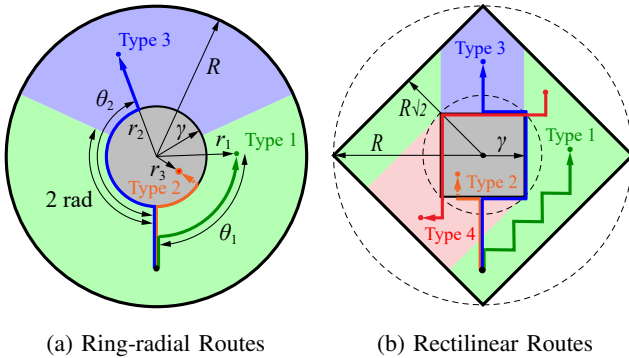 Type 3
R
θ2
r2
γ
r1
Type 1
r3
Type 2
2 rad
θ1
Type 3
R√2
R
γ
Type 1
Type 2
Type 4
(a) Ring-radial Routes
(b) Rectilinear Routes